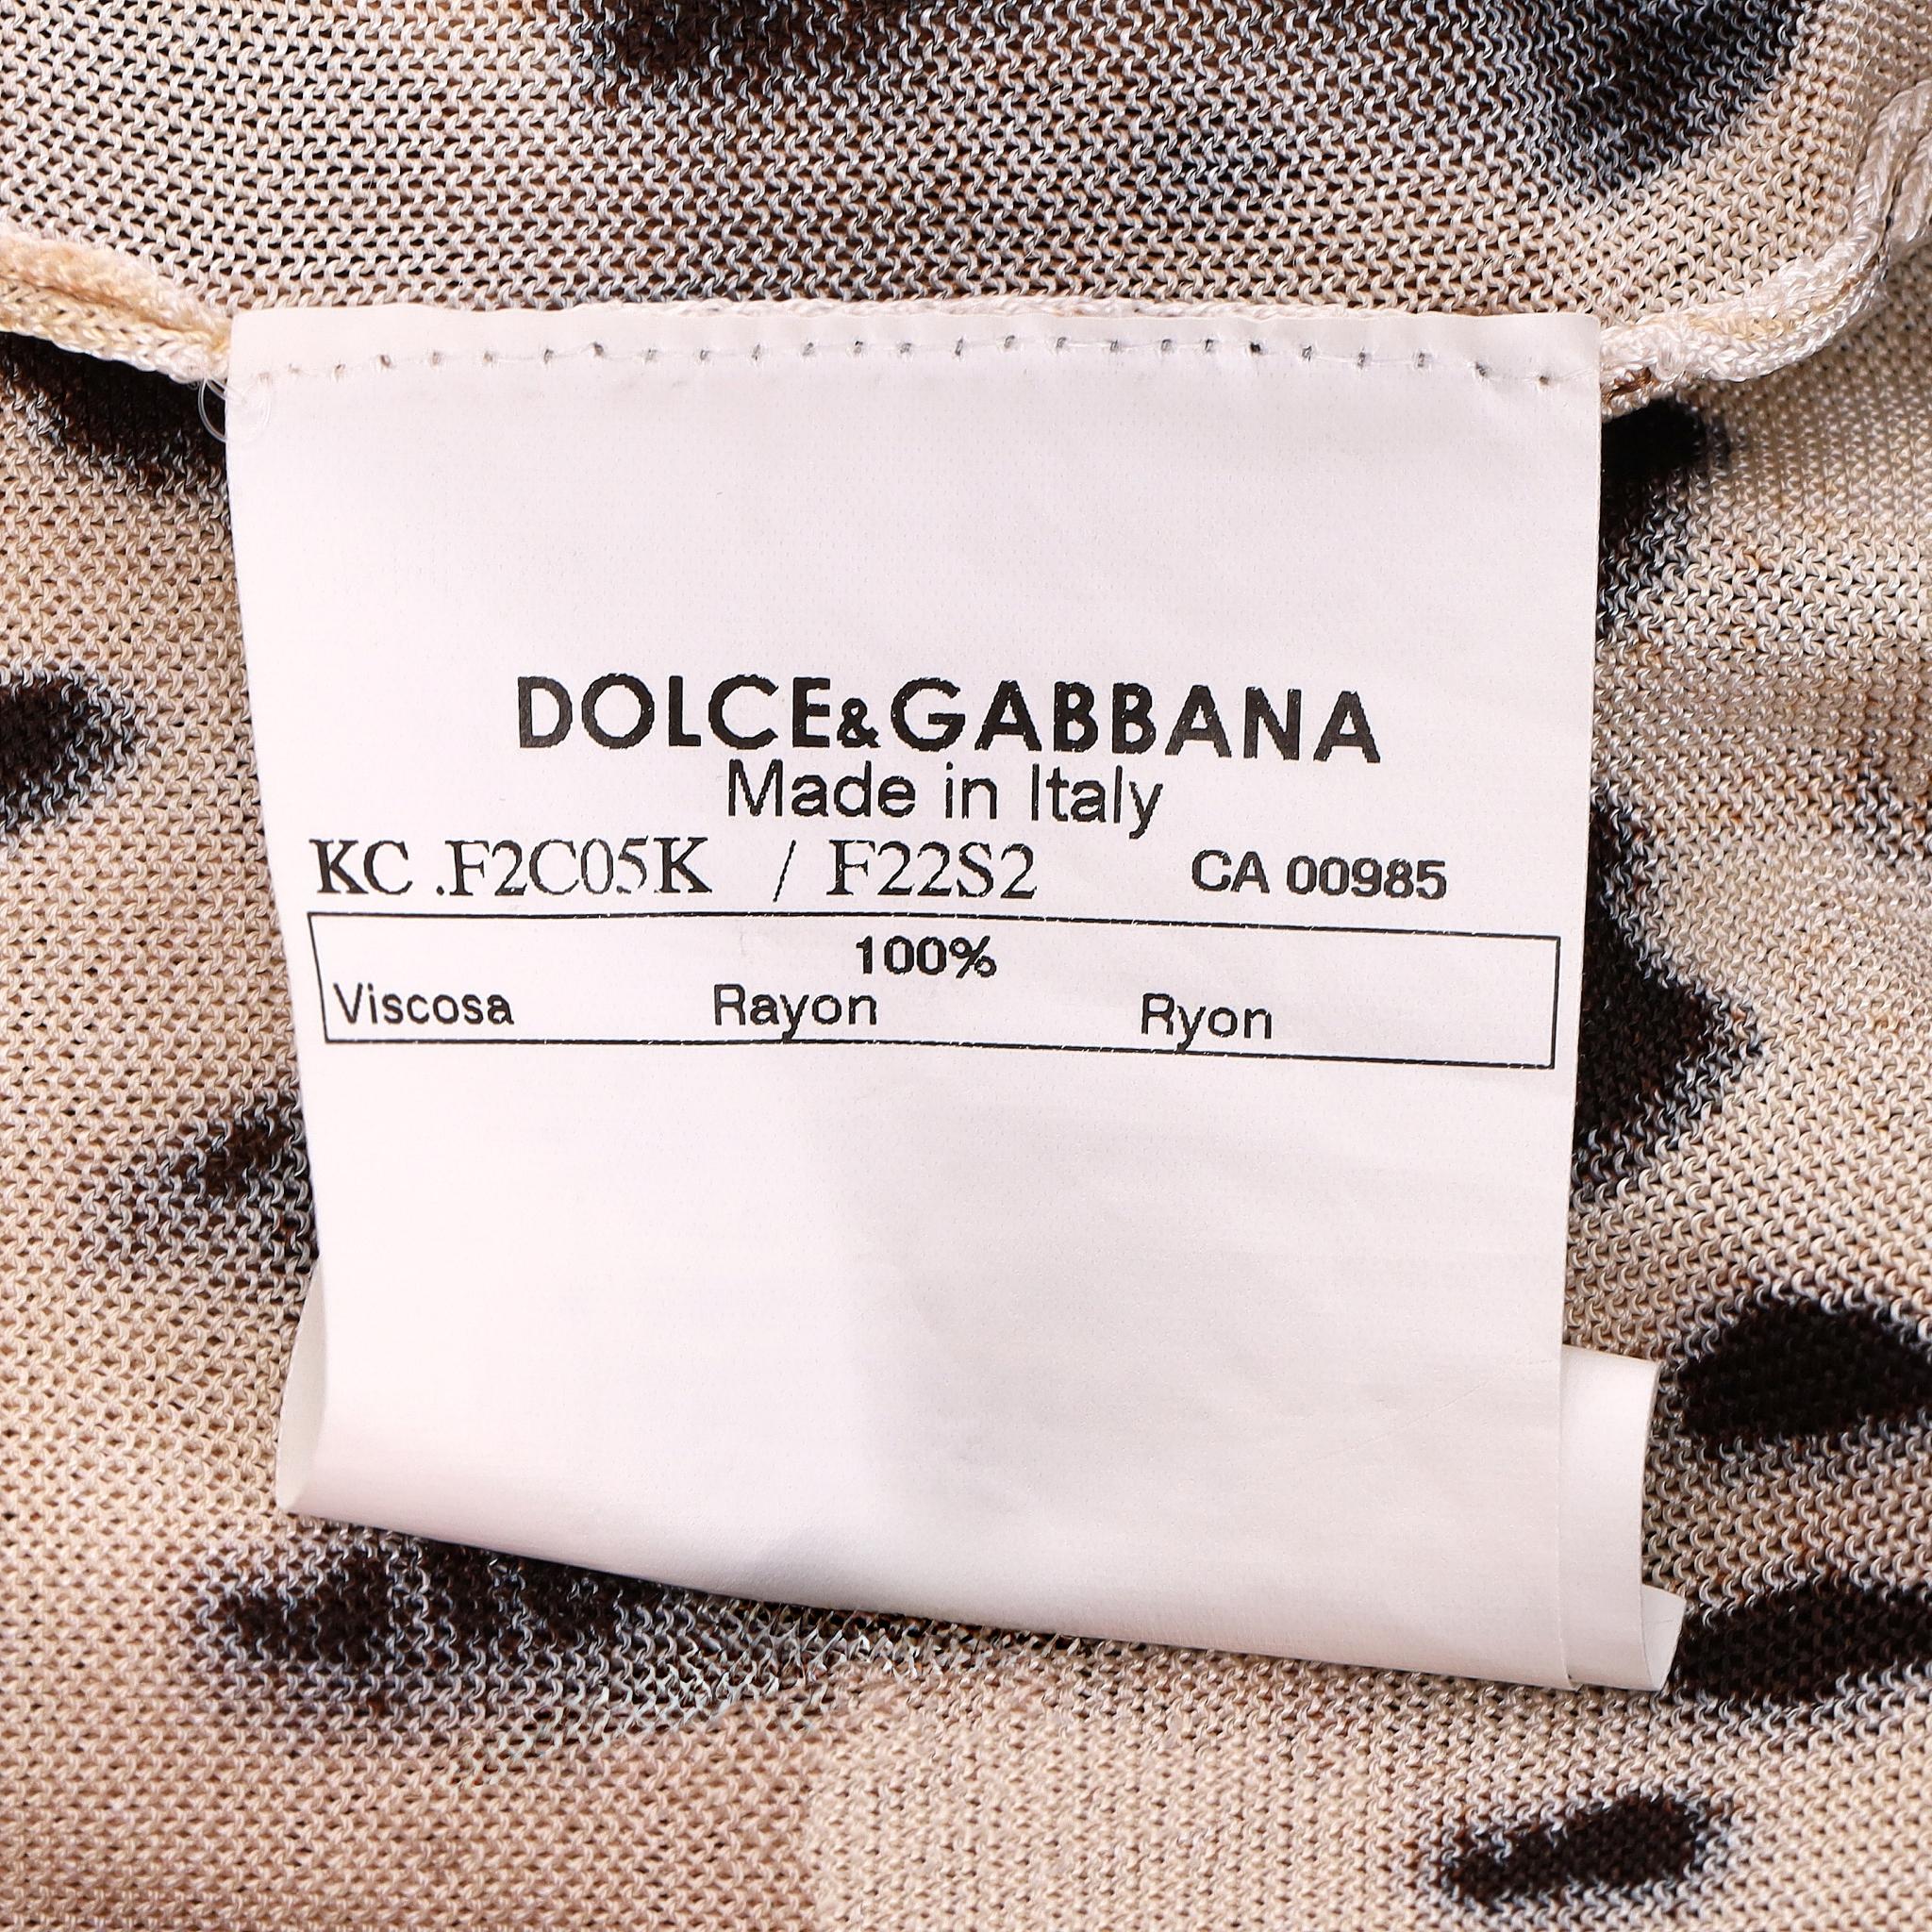 DOLCE&GABBANA
Made in Italy
KC .F2C05K / F22S2 CA 00985
100%
Viscosa Rayon Ryon